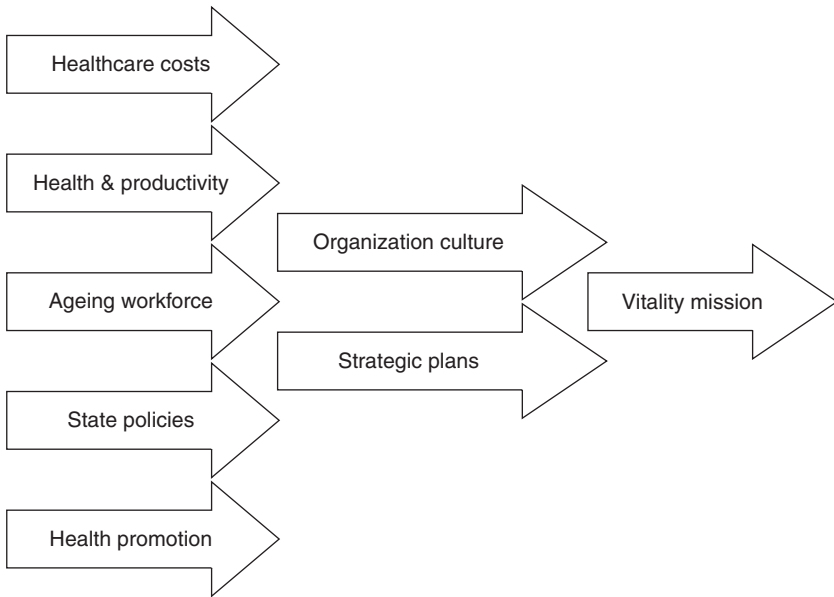 Healthcare costs
Health & productivity
Ageing workforce
State policies
Health promotion
Organization culture
Strategic plans
Vitality mission